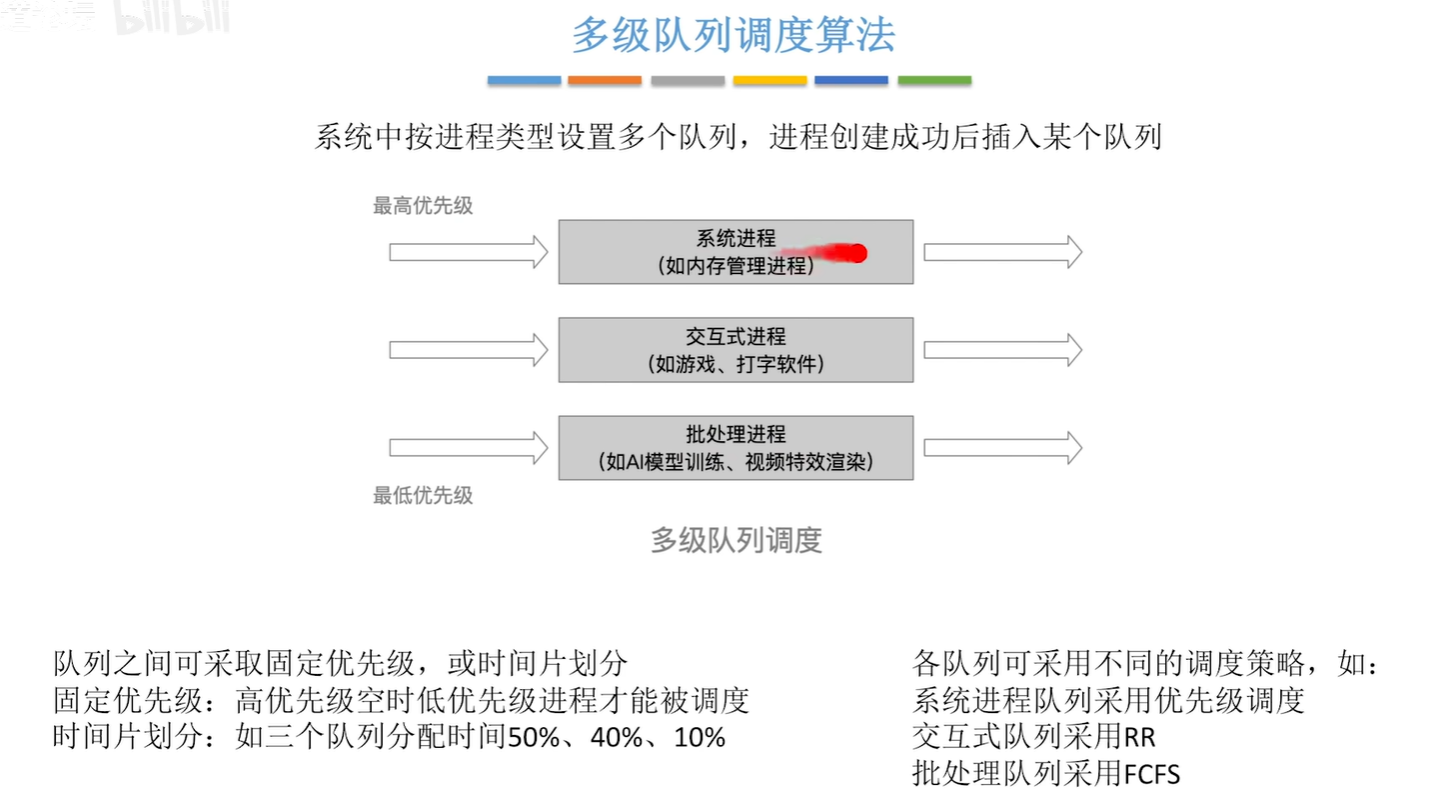 bilibili
多级队列调度算法
系统中按进程类型设置多个队列，进程创建成功后插入某个队列
最高优先级
系统进程
（如内存管理进程）
交互式进程
（如游戏、打字软件）
批处理进程
（如AI模型训练、视频特效渲染）
最低优先级
多级队列调度
队列之间可采取固定优先级，或时间片划分
固定优先级：高优先级空时低优先级进程才能被调度
时间片划分：如三个队列分配时间50%、40%、10%
各队列可采用不同的调度策略，如：
系统进程队列采用优先级调度
交互式队列采用RR
批处理队列采用FCFS